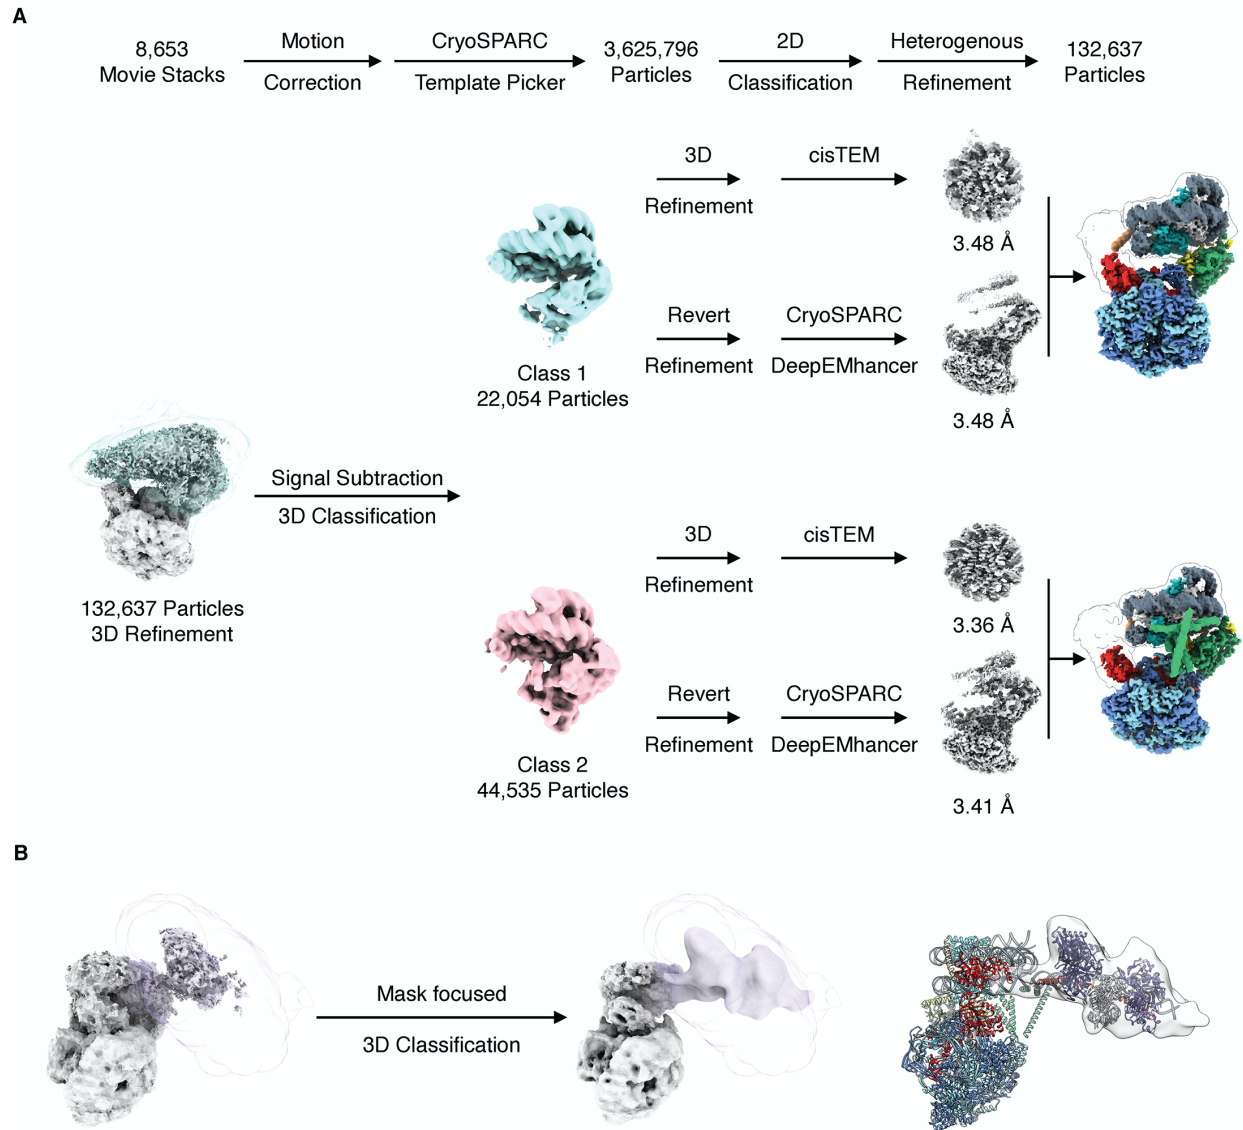 A
8,653
Movie Stacks
Motion
Correction
CryoSPARC
Template Picker
3,625,796
Particles
2D
Classification
Heterogenous
Refinement
132,637
Particles
3D
Refinement
cisTEM
3.48 Å
Revert
Refinement
CryoSPARC
DeepEMhancer
3.48 Å
Class 1
22,054 Particles
Signal Subtraction
3D Classification
132,637 Particles
3D Refinement
3D
Refinement
cisTEM
3.36 Å
Revert
Refinement
CryoSPARC
DeepEMhancer
3.41 Å
Class 2
44,535 Particles
B
Mask focused
3D Classification